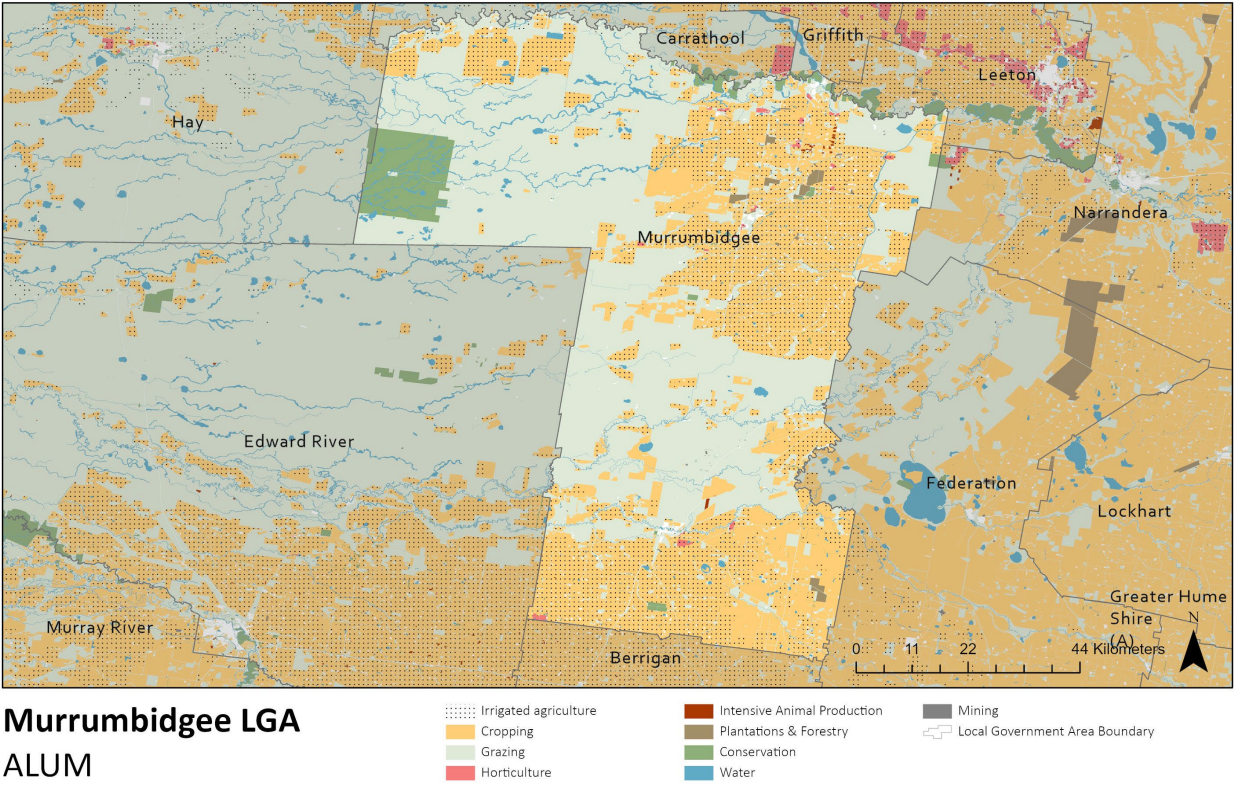 Carrathool
Griffith
Leeton
Hay
Narrandera
Murrumbidgee
Edward River
Federation
Lockhart
Greater Hume
Shire
(A)
N
Murray River
Berrigan
0 11 22 44 Kilometers
Murrumbidgee LGA
ALUM
Irrigated agriculture
Cropping
Grazing
Horticulture
Intensive Animal Production
Plantations & Forestry
Conservation
Water
Mining
Local Government Area Boundary